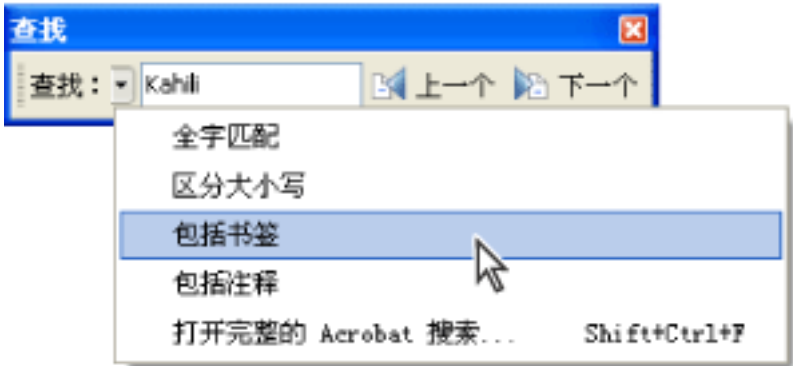 查找
查找： Kahili 上一个 下一个
全字匹配
区分大小写
包括书签
包括注释
打开完整的 Acrobat 搜索... Shift+Ctrl+F